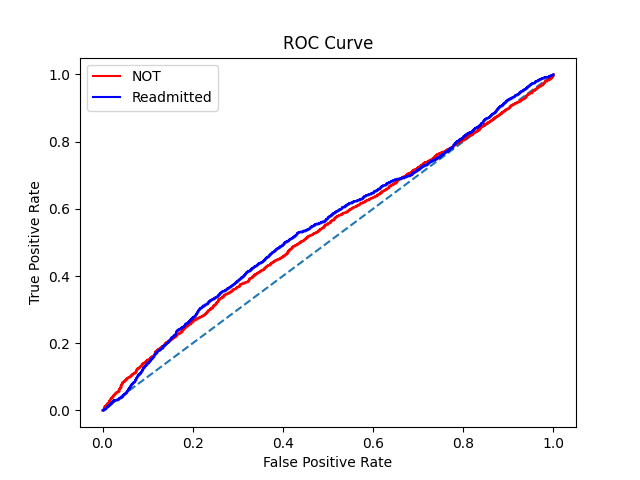 ROC Curve
NOT
Readmitted
1.0
0.8
0.6
0.4
0.2
0.0
True Positive Rate
0.0 0.2 0.4 0.6 0.8 1.0
False Positive Rate